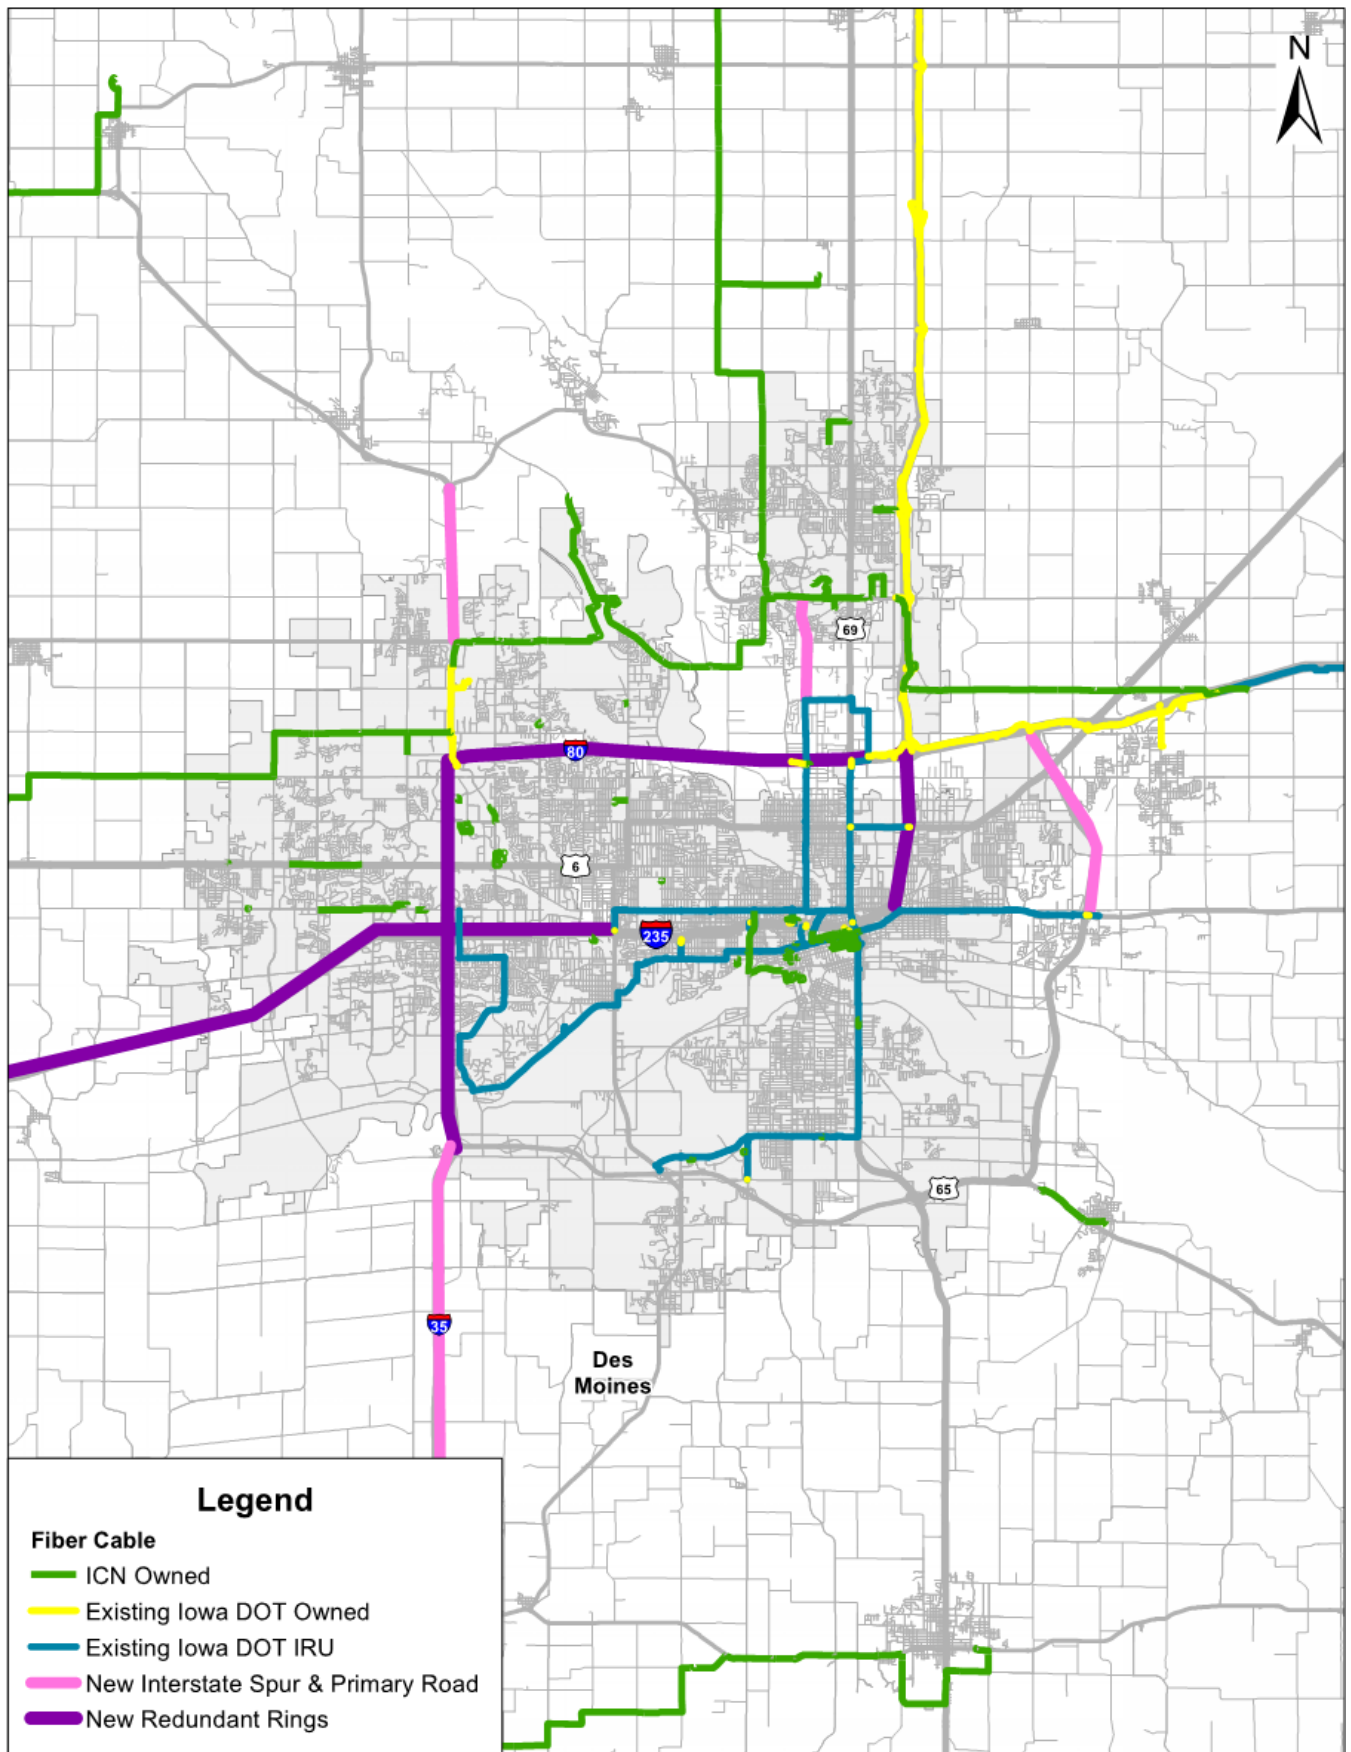 N
69
80
6
235
65
35
Des
Moines
Legend
Fiber Cable
ICN Owned
Existing Iowa DOT Owned
Existing Iowa DOT IRU
New Interstate Spur & Primary Road
New Redundant Rings